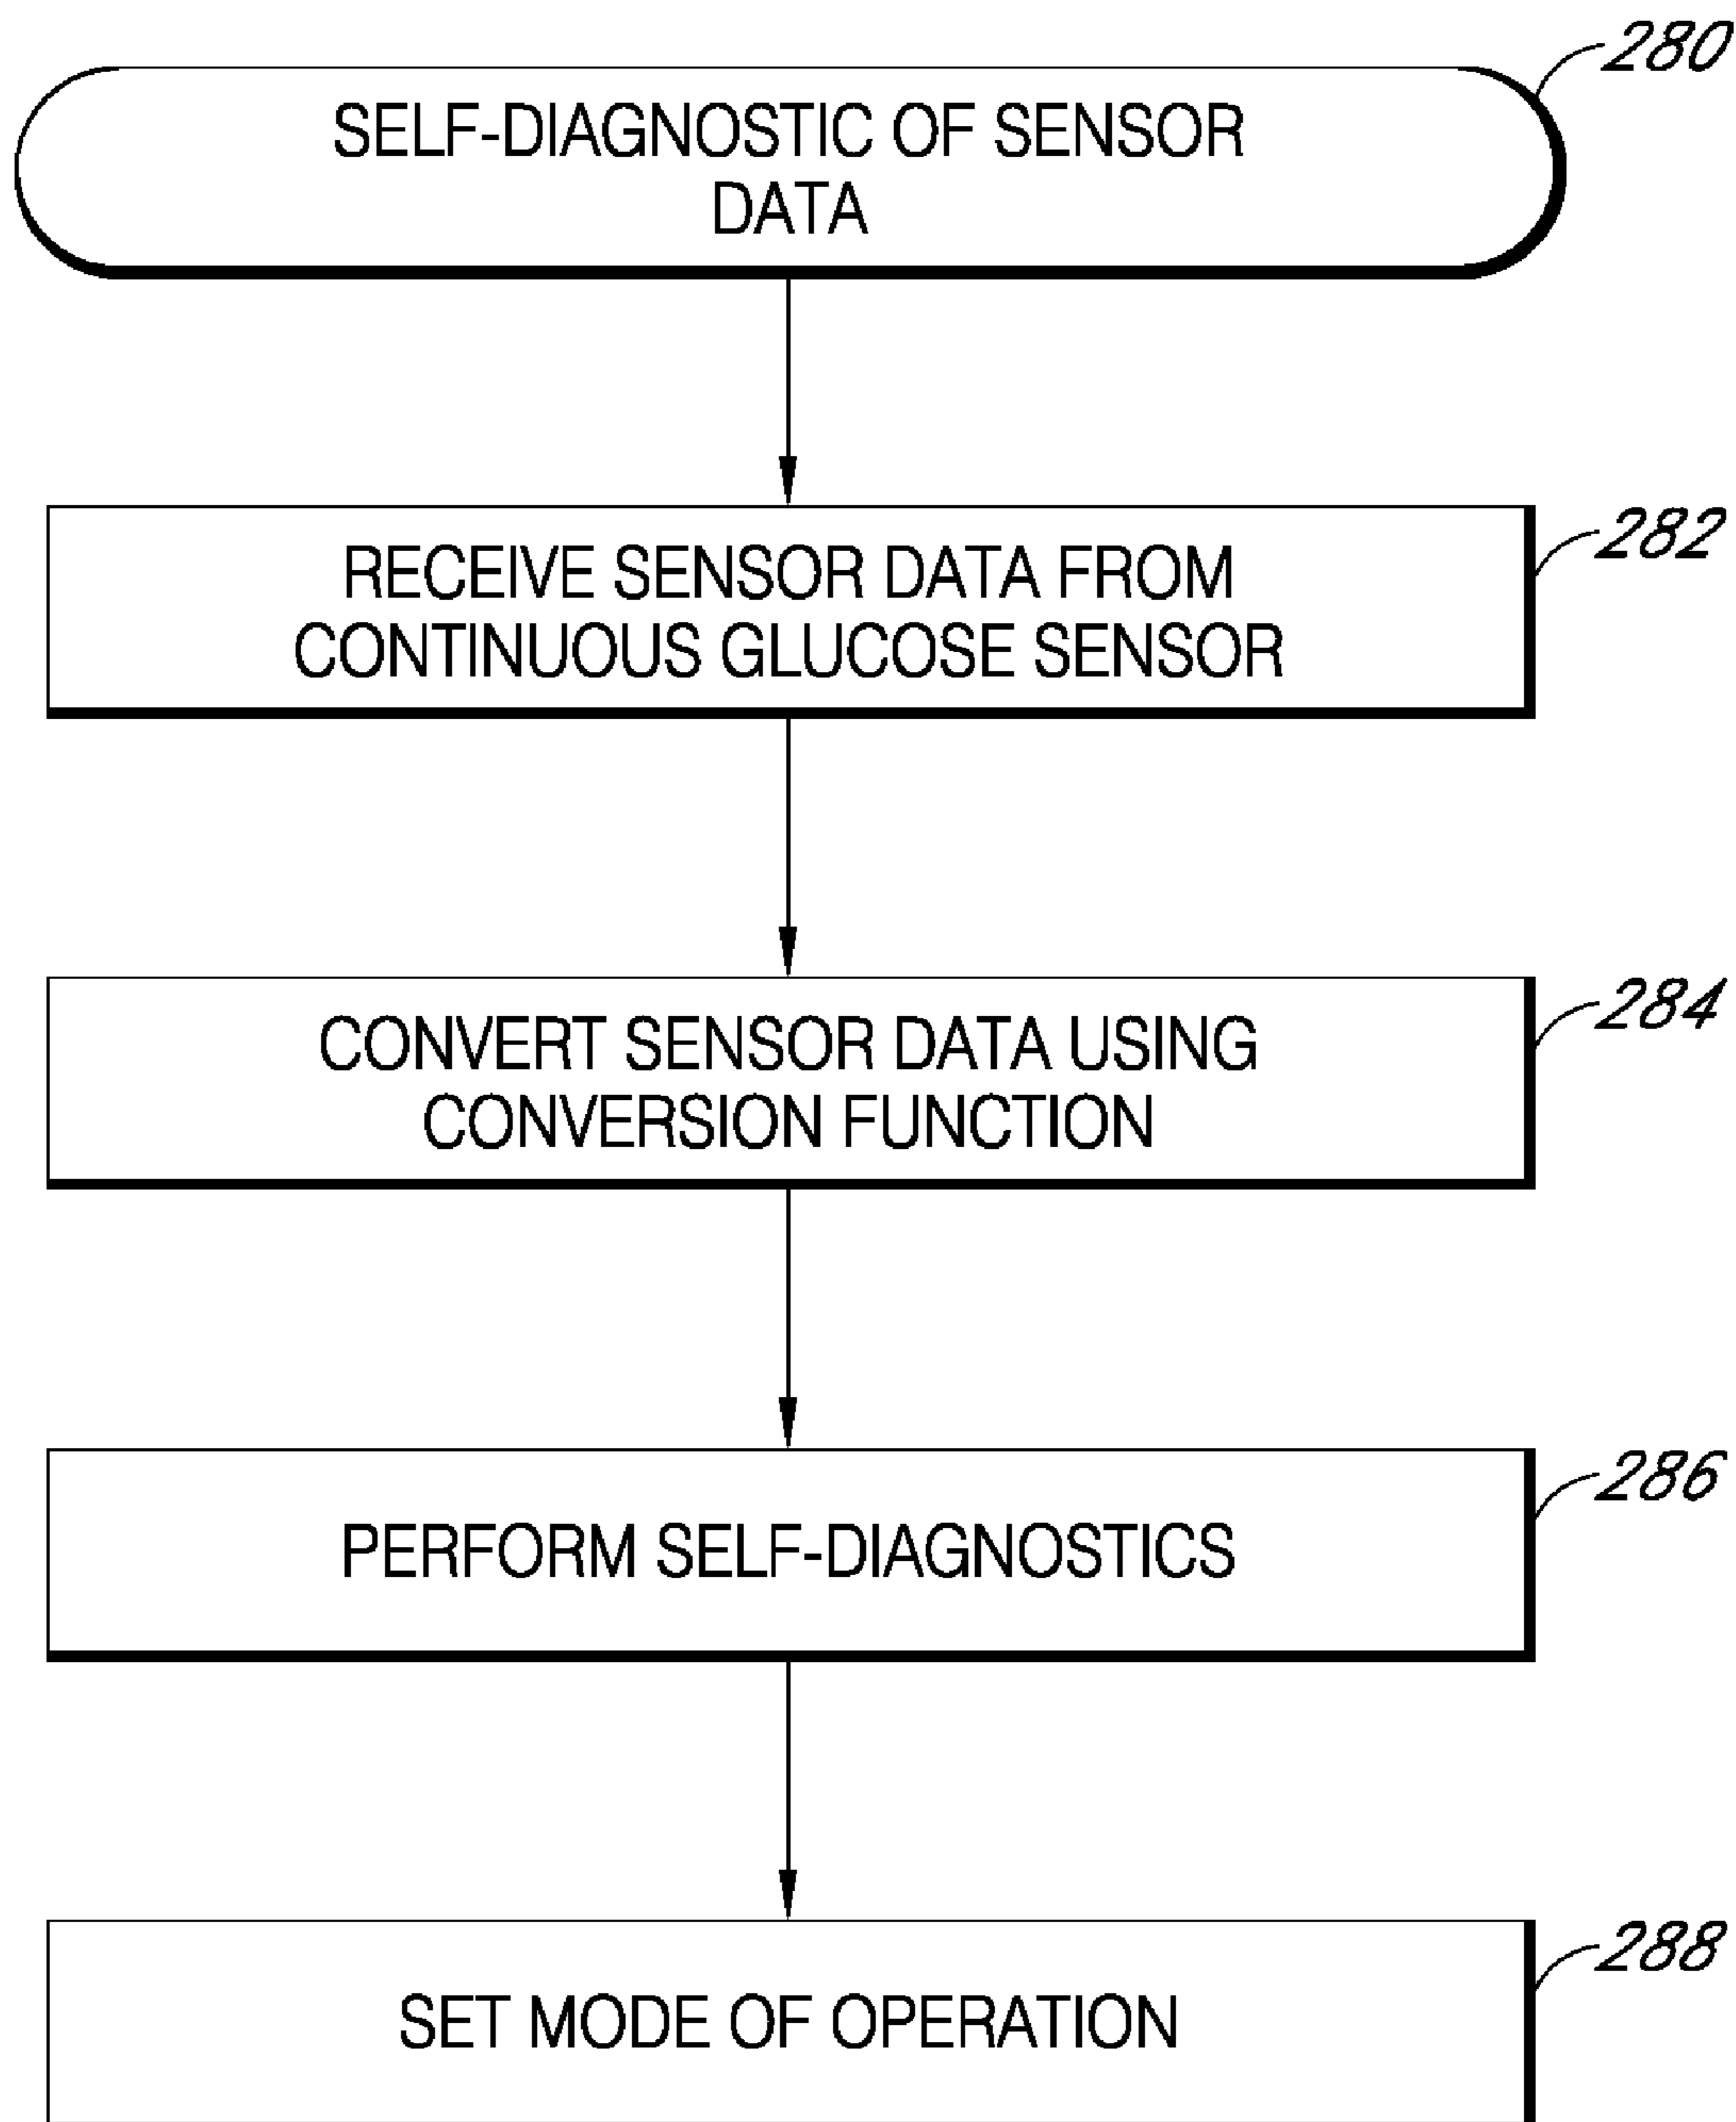 280
SELF-DIAGNOSTIC OF SENSOR
DATA
282
RECEIVE SENSOR DATA FROM
CONTINUOUS GLUCOSE SENSOR
284
CONVERT SENSOR DATA USING
CONVERSION FUNCTION
286
PERFORM SELF-DIAGNOSTICS
288
SET MODE OF OPERATION